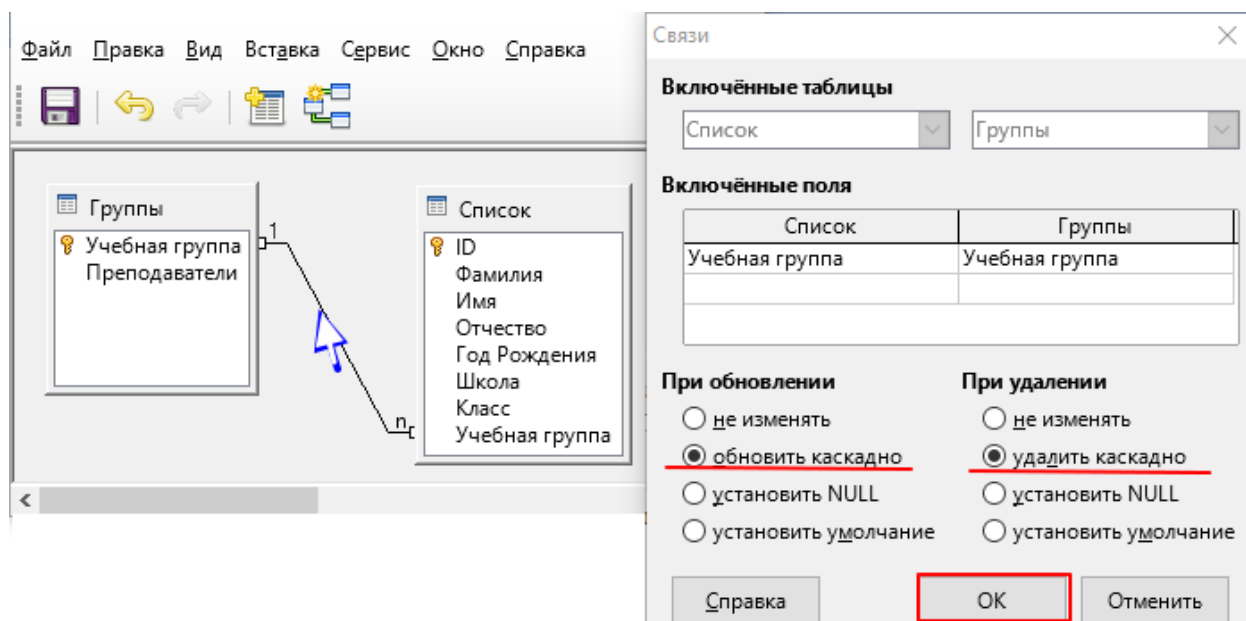 Файл Правка Вид Вставка Сервис Окно Справка
Группы
Учебная группа
Преподаватели
1
n
Список
ID
Фамилия
Имя
Отчество
Год Рождения
Школа
Класс
Учебная группа
Связи
Включённые таблицы
Список Группы
Включённые поля
Список Группы
Учебная группа Учебная группа
При обновлении При удалении
не изменять не изменять
обновить каскадно удалить каскадно
установить NULL установить NULL
установить умолчание установить умолчание
Справка ОК Отменить